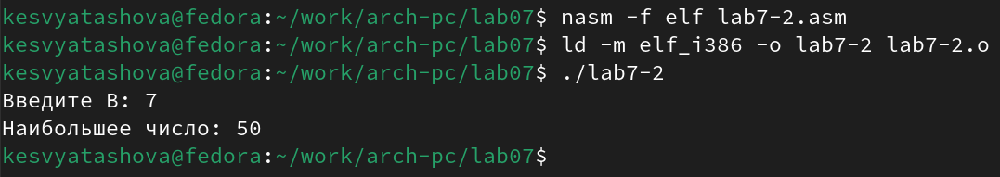 kesvyatashova@fedora:~/work/arch-pc/lab07$ nasm -f elf lab7-2.asm
kesvyatashova@fedora:~/work/arch-pc/lab07$ ld -m elf_i386 -o lab7-2 lab7-2.o
kesvyatashova@fedora:~/work/arch-pc/lab07$ ./lab7-2
Введите В: 7
Наибольшее число: 50
kesvyatashova@fedora:~/work/arch-pc/lab07$